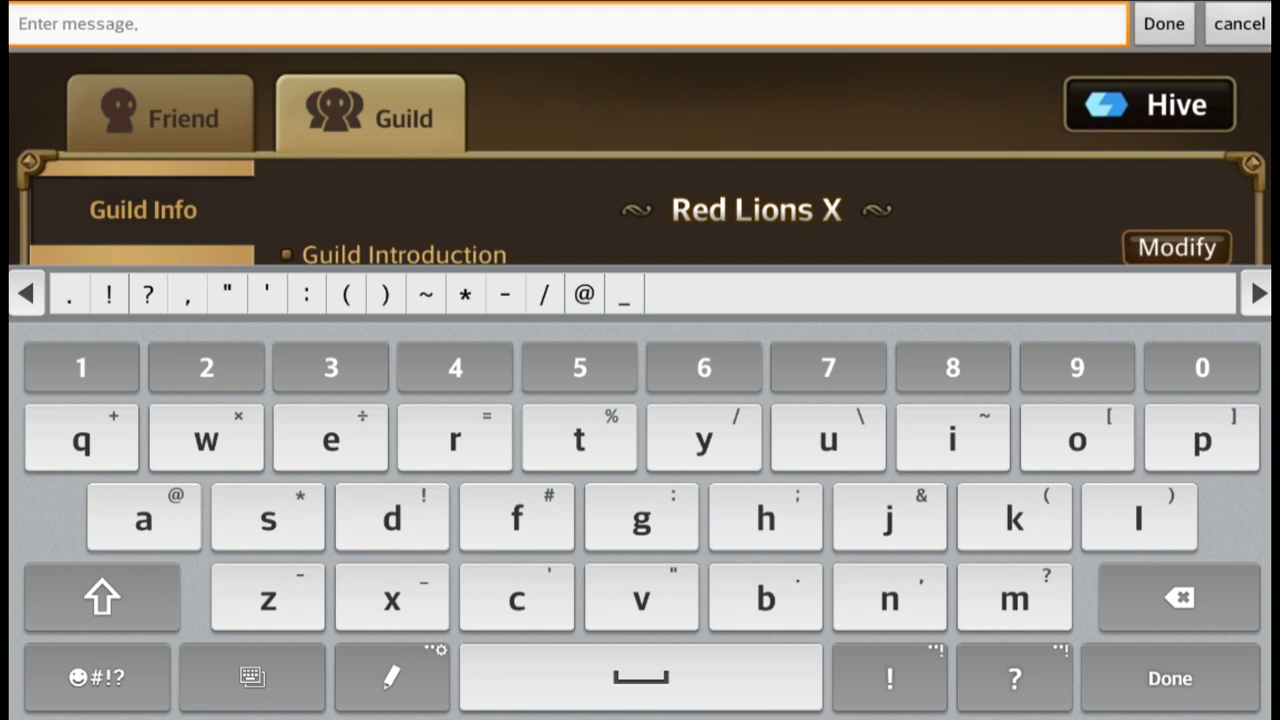 Enter message.
Done cancel
Friend Guild Hive
Guild Info Red Lions X
Guild Introduction Modify
. ! ? , " ' : ( ) ~ * - / @ _
1 2 3 4 5 6 7 8 9 0
+ × ÷ = % / \ ~ [ ]
q w e r t y u i o p
@ * ! # : ; & ( )
a s d f g h j k l
- _ ' " . , ?
z x c v b n m
#!? ! ? Done